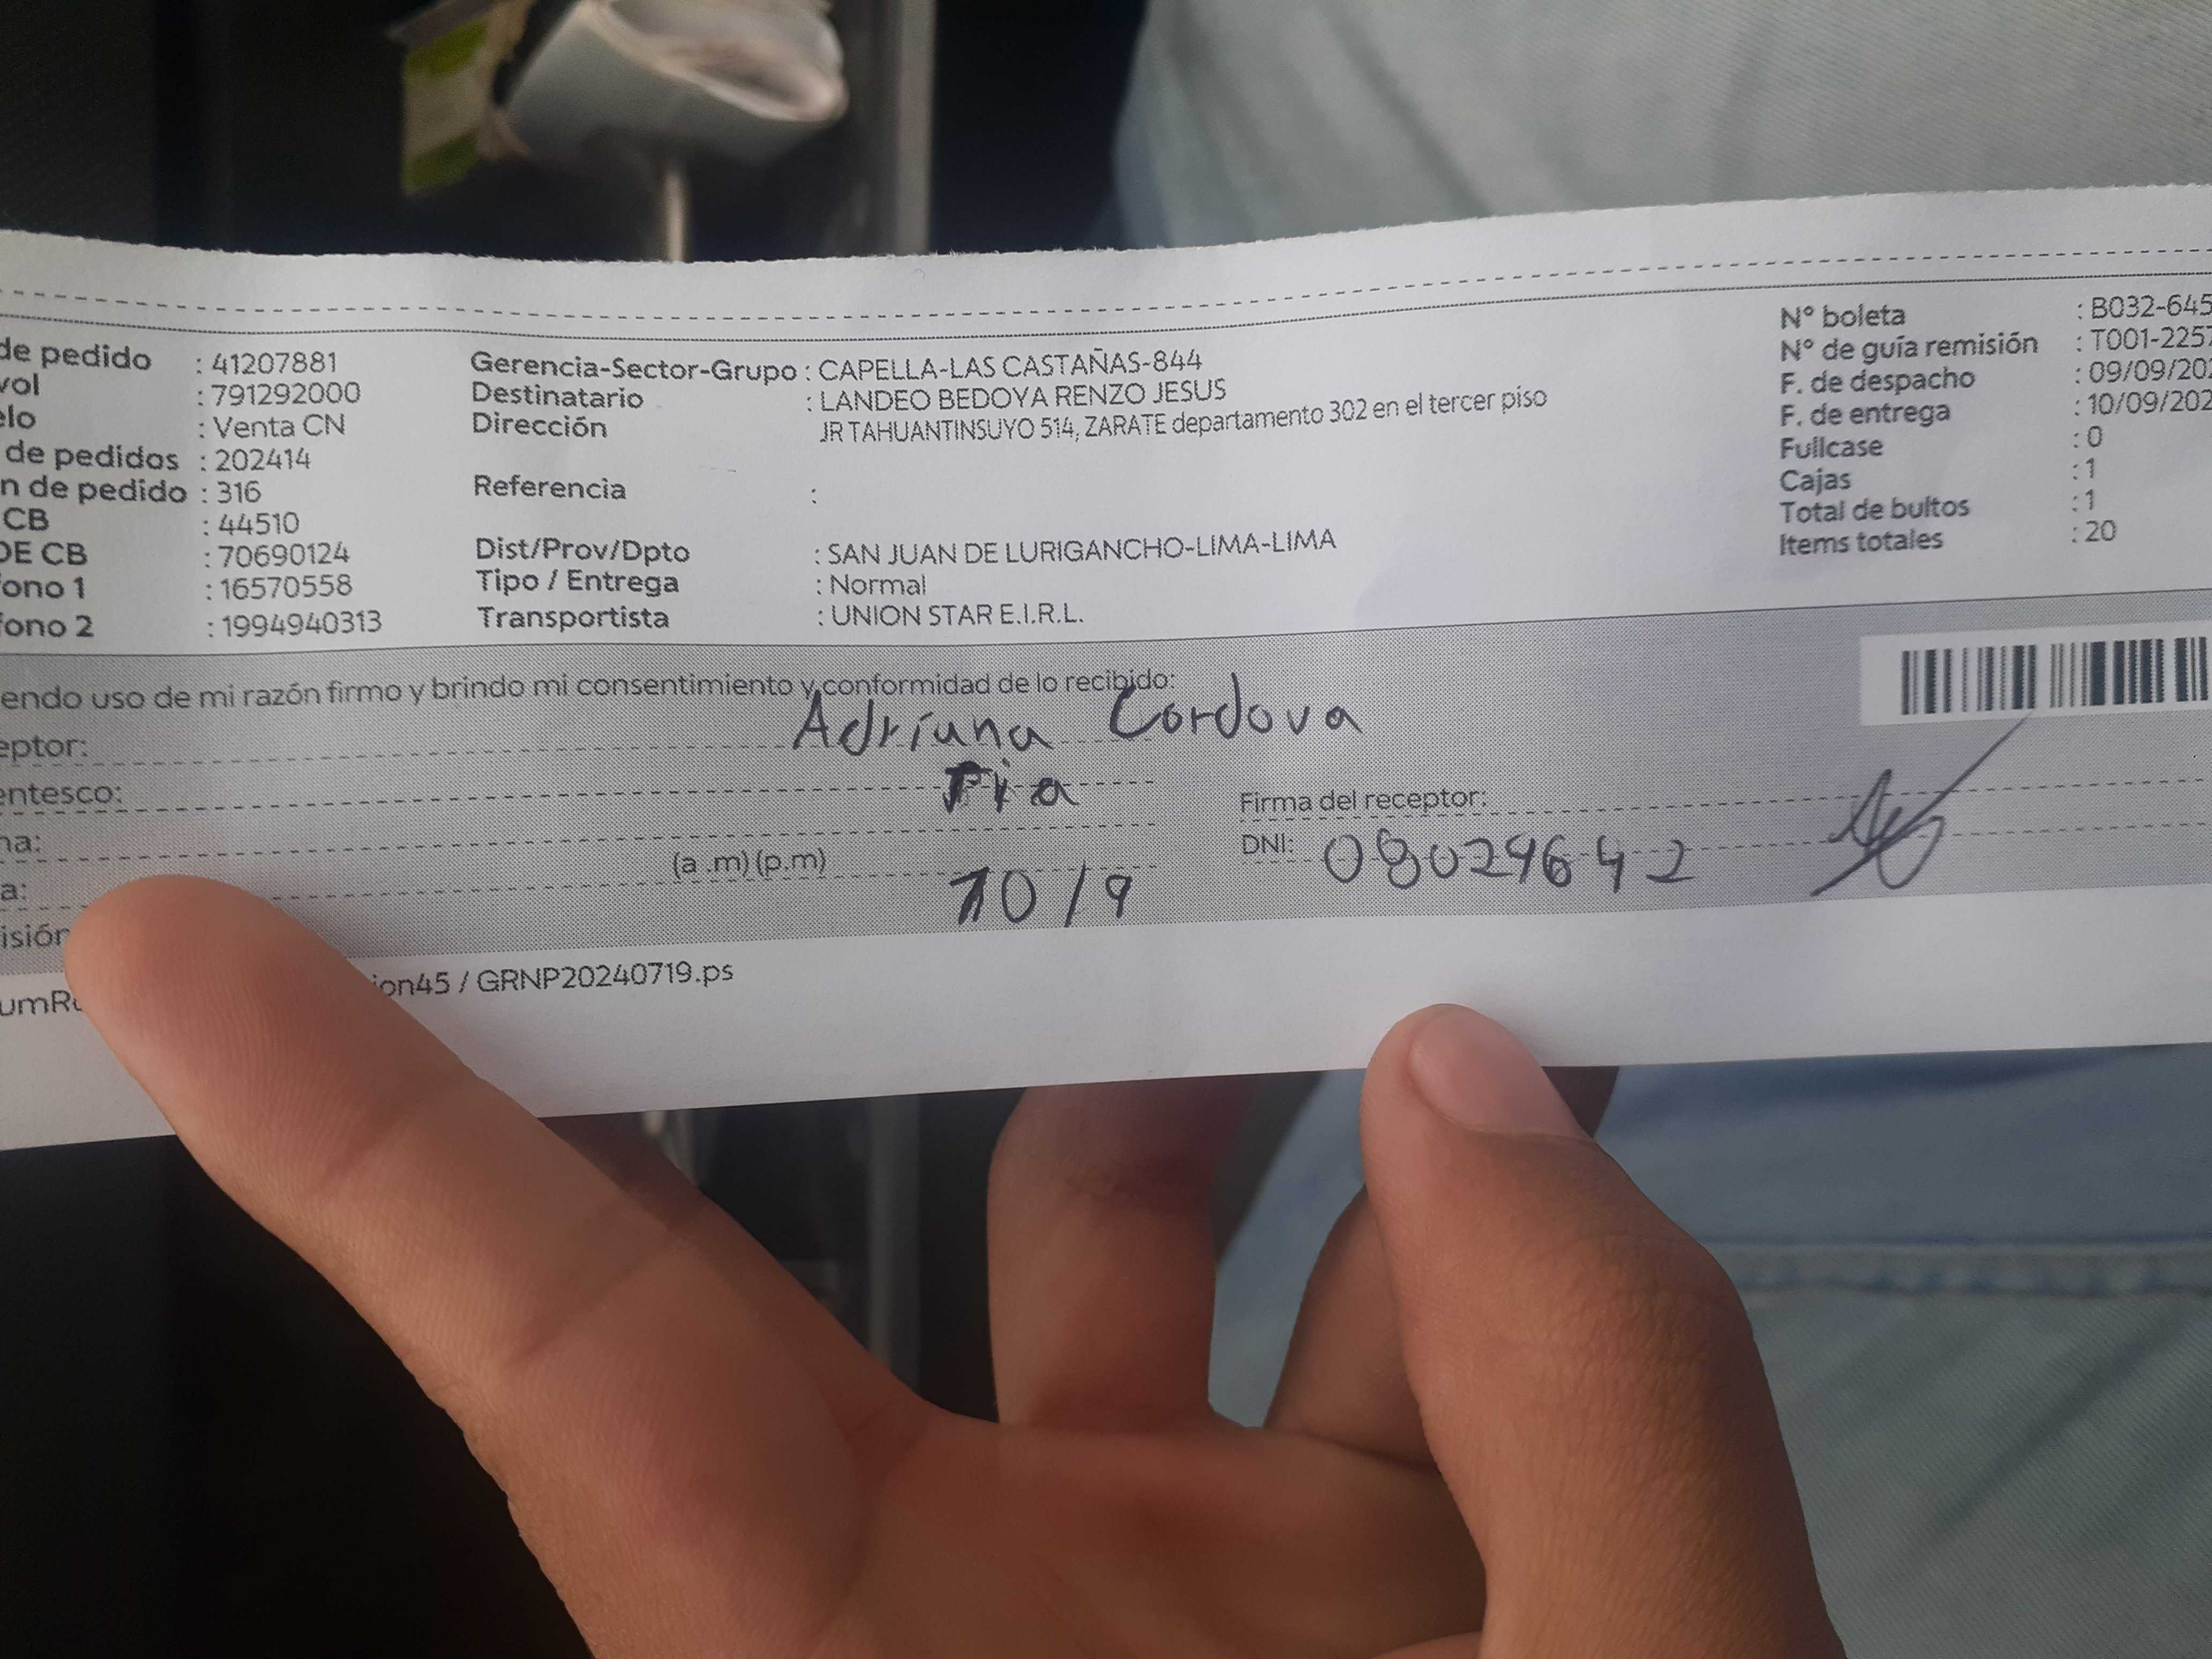 de pedido : 41207881
vol : 791292000
elo : Venta CN
de pedidos : 202414
n de pedido : 316
CB : 44510
DE CB : 70690124
fono 1 : 16570558
fono 2 : 1994940313
Gerencia-Sector-Grupo : CAPELLA-LAS CASTAÑAS-844
Destinatario : LANDEO BEDOYA RENZO JESUS
Dirección JR TAHUANTINSUYO 514, ZARATE departamento 302 en el tercer piso
Referencia :
Dist/Prov/Dpto : SAN JUAN DE LURIGANCHO-LIMA-LIMA
Tipo / Entrega : Normal
Transportista : UNION STAR E.I.R.L.
N° boleta : B032-645
N° de guía remisión : T001-2257
F. de despacho : 09/09/202
F. de entrega : 10/09/202
Fullcase : 0
Cajas : 1
Total de bultos : 1
Items totales : 20
endo uso de mi razón firmo y brindo mi consentimiento y conformidad de lo recibido:
eptor: Adriana Cordova
entesco: Tia
na:
a: (a .m) (p.m) 10/9
isión
Firma del receptor:
DNI: 08029642
umR
ion45 / GRNP20240719.ps